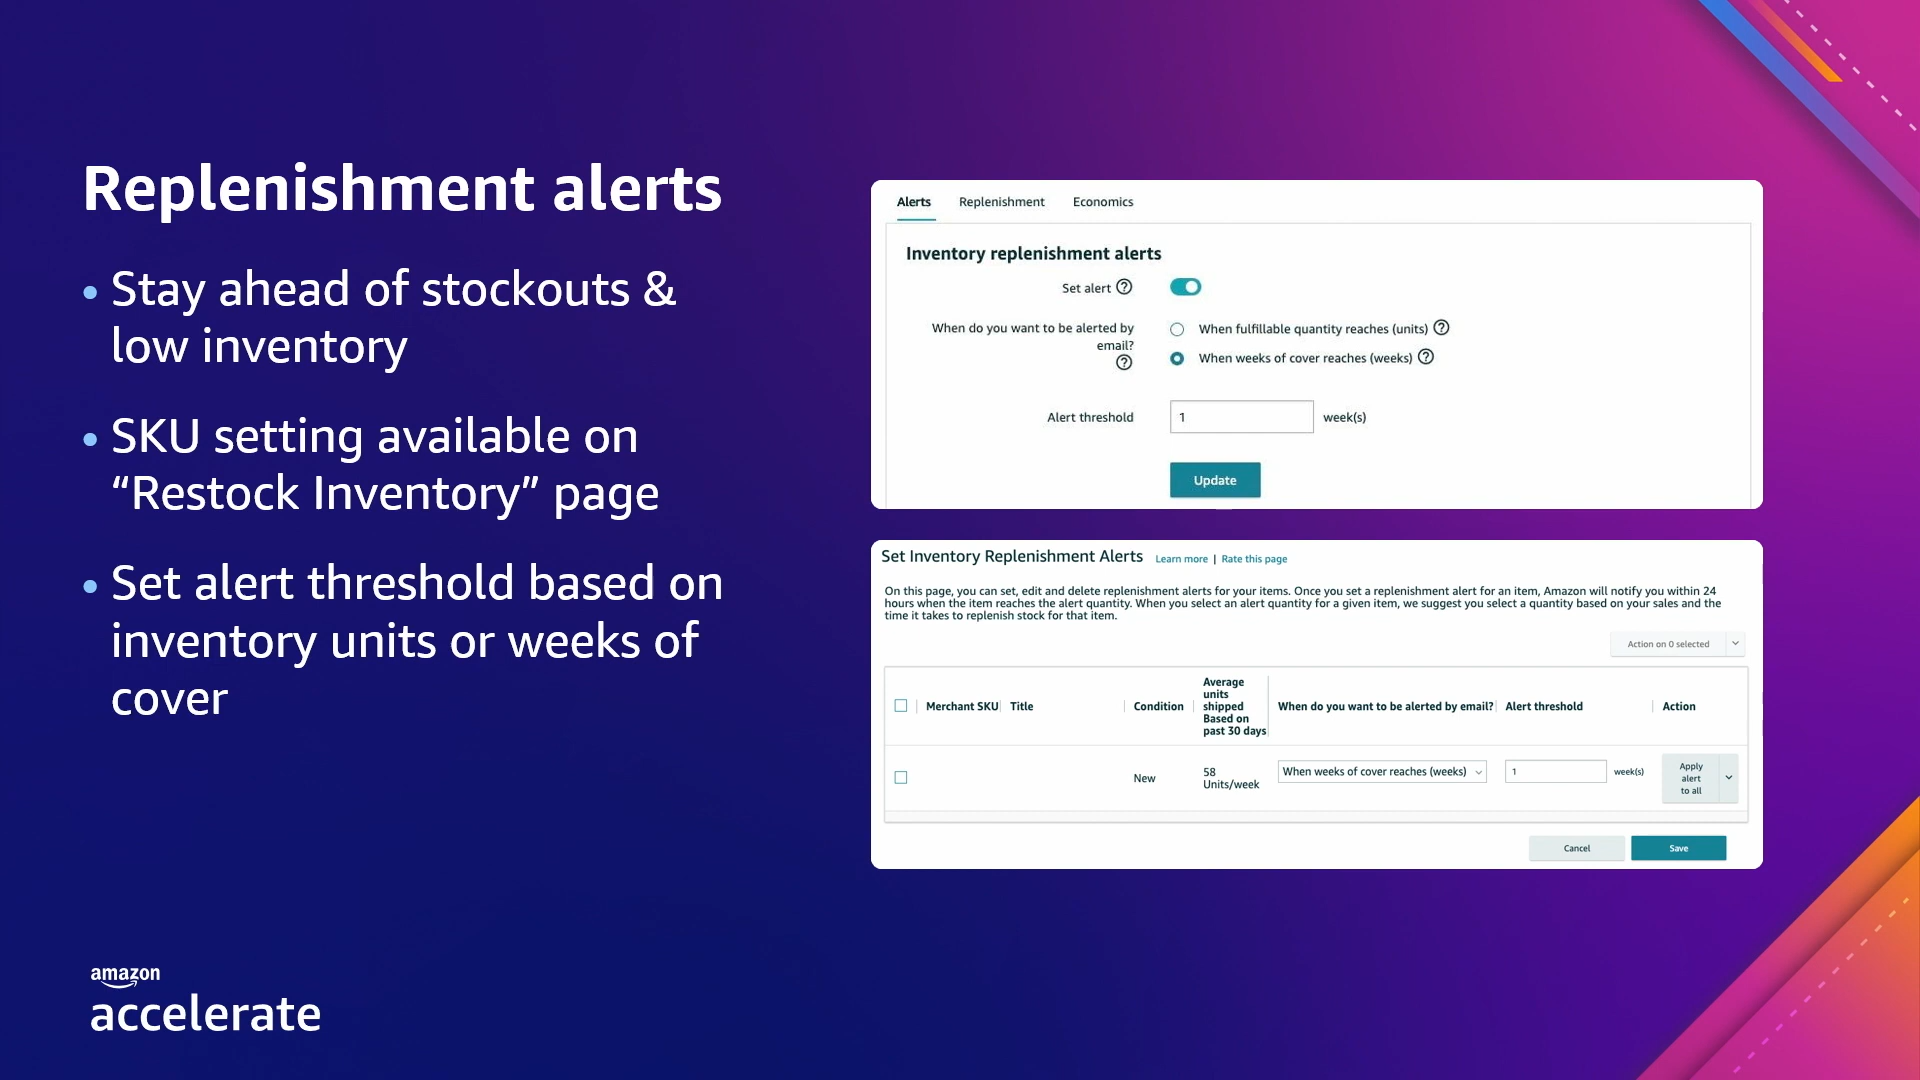 Replenishment alerts
• Stay ahead of stockouts &
low inventory
• SKU setting available on
“Restock Inventory” page
• Set alert threshold based on
inventory units or weeks of
cover
amazon
accelerate
Alerts Replenishment Economics
Inventory replenishment alerts
Set alert ?
When do you want to be alerted by
email?
?
When fulfillable quantity reaches (units) ?
When weeks of cover reaches (weeks) ?
Alert threshold 1 week(s)
Update
Set Inventory Replenishment Alerts Learn more | Rate this page
On this page, you can set, edit and delete replenishment alerts for your items. Once you set a replenishment alert for an item, Amazon will notify you within 24
hours when the item reaches the alert quantity. When you select an alert quantity for a given item, we suggest you select a quantity based on your sales and the
time it takes to replenish stock for that item.
Action on 0 selected
Merchant SKU Title Condition
Average
units
shipped
Based on
past 30 days
When do you want to be alerted by email? Alert threshold Action
New
58
Units/week
When weeks of cover reaches (weeks) 1 week(s)
Apply
alert
to all
Cancel Save